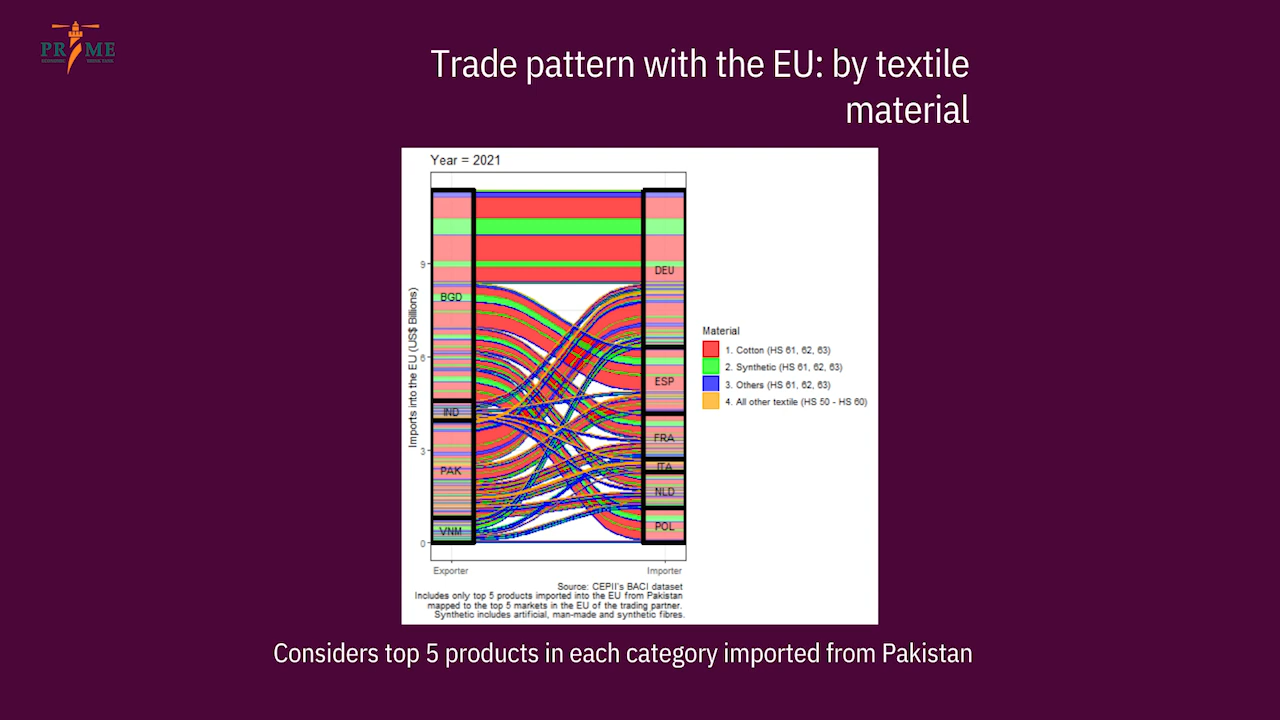 PRIME
Trade pattern with the EU: by textile
material
Year = 2021
Imports into the EU (US$ Billions)
9
6
3
0
BGD
IND
PAK
VNM
DEU
ESP
FRA
ITA
NLD
POL
Exporter
Importer
Material
1. Cotton (HS 61, 62, 63)
2. Synthetic (HS 61, 62, 63)
3. Others (HS 61, 62, 63)
4. All other textile (HS 50 - HS 60)
Source: CEPII's BACI dataset
Includes only top 5 products imported into the EU from Pakistan
mapped to the top 5 markets in the EU of the trading partner.
Synthetic includes artificial, man-made and synthetic fibres.
Considers top 5 products in each category imported from Pakistan